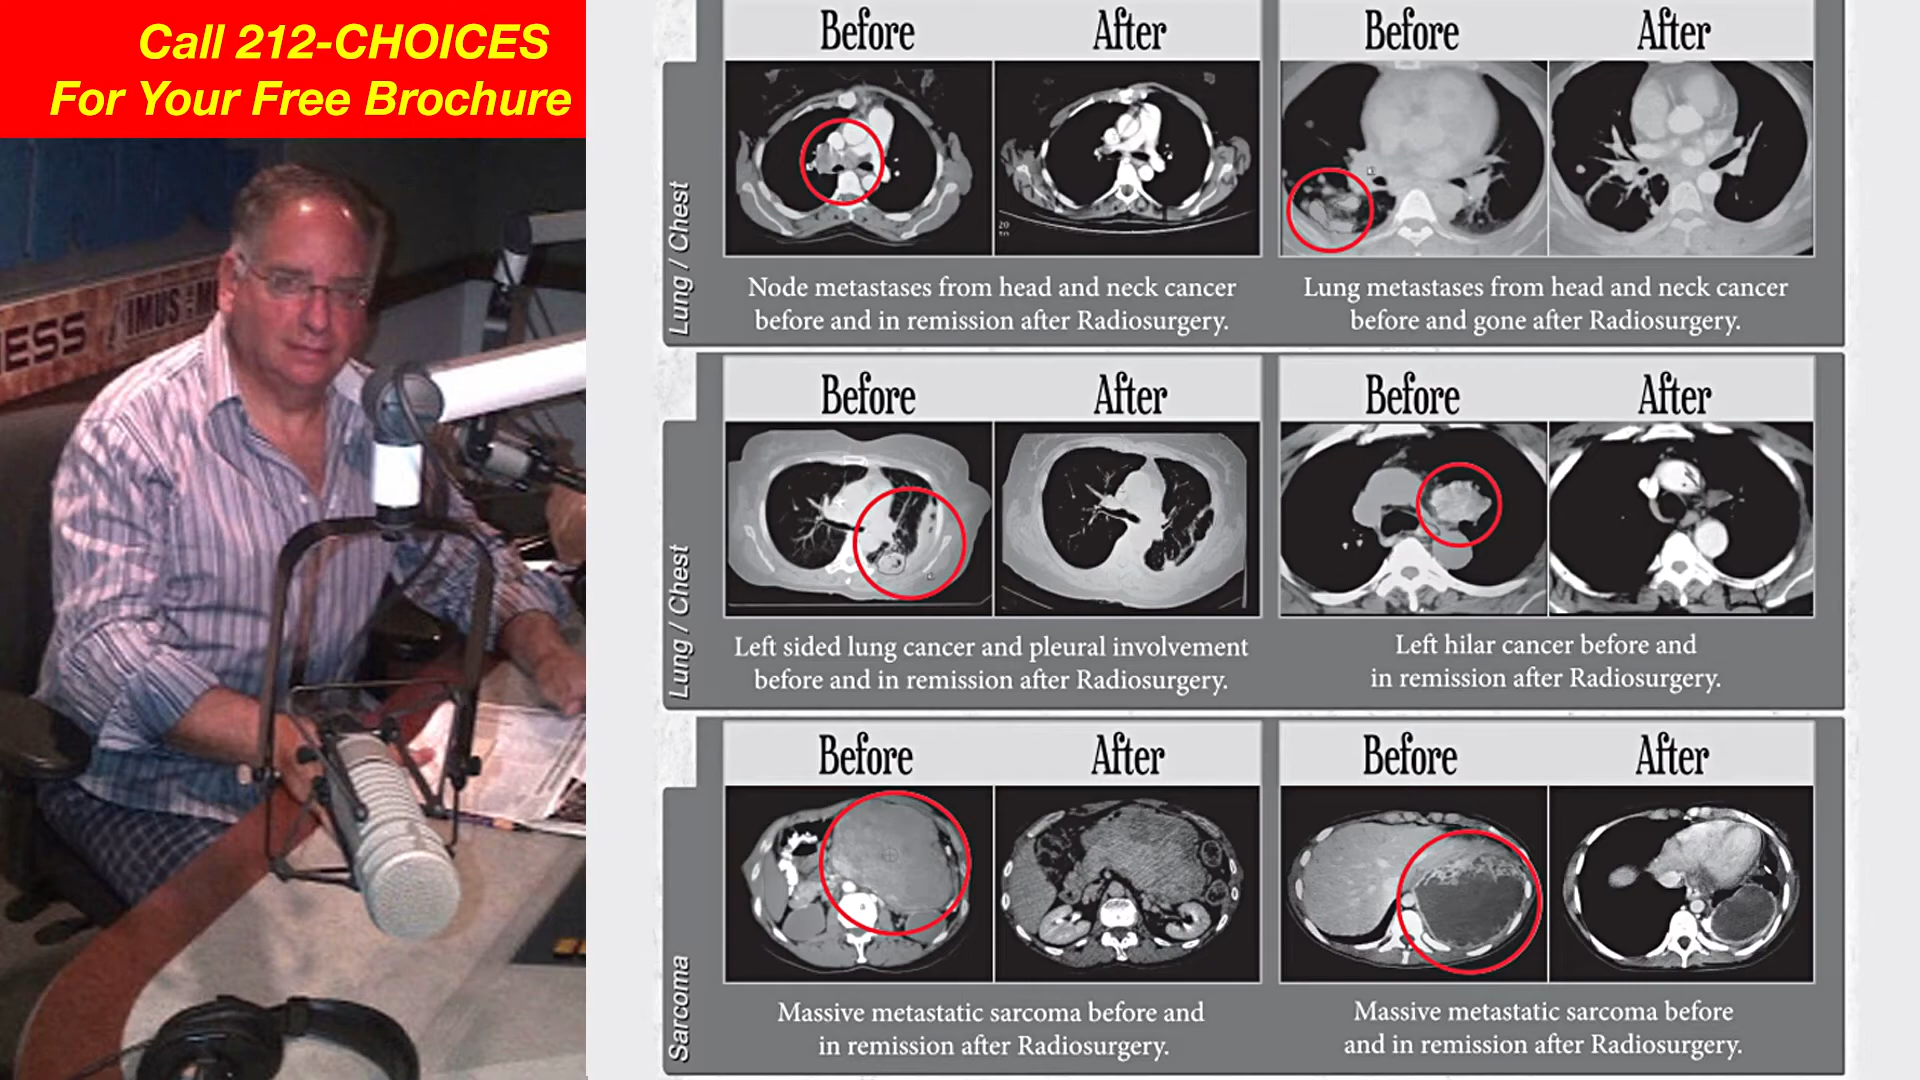 Call 212-CHOICES
For Your Free Brochure
IESS
IMUS
Lung / Chest
Before
After
Node metastases from head and neck cancer
before and in remission after Radiosurgery.
Before
After
Lung metastases from head and neck cancer
before and gone after Radiosurgery.
Lung / Chest
Before
After
Left sided lung cancer and pleural involvement
before and in remission after Radiosurgery.
Before
After
Left hilar cancer before and
in remission after Radiosurgery.
Sarcoma
Before
After
Massive metastatic sarcoma before and
in remission after Radiosurgery.
Before
After
Massive metastatic sarcoma before
and in remission after Radiosurgery.